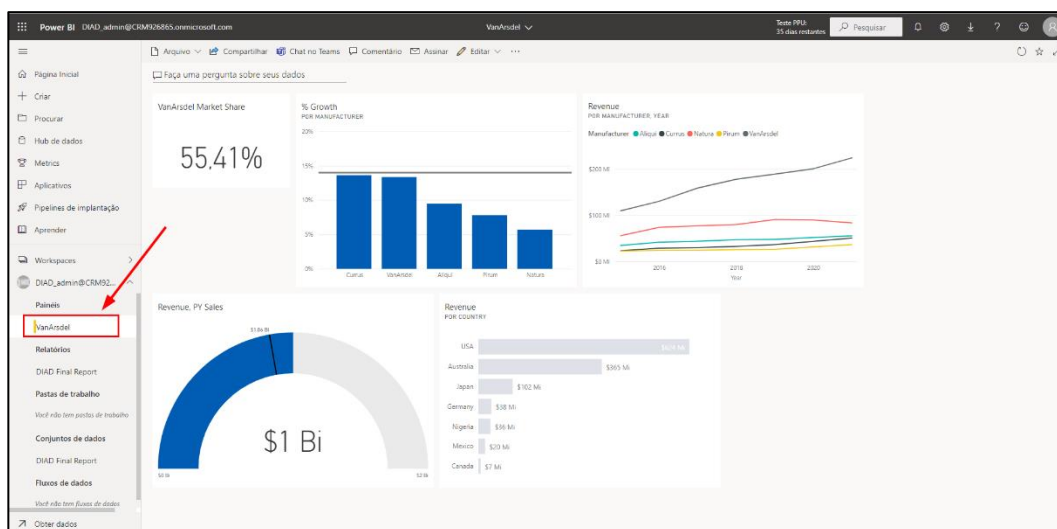 Power BI DIAD_admin@CRM926865.onmicrosoft.com
VanArsdel
Teste PPU:
35 dias restantes
Pesquisar
Arquivo Compartilhar Chat no Teams Comentário Assinar Editar ...
Faça uma pergunta sobre seus dados
Página Inicial
Criar
Procurar
Hub de dados
Metrics
Aplicativos
Pipelines de implantação
Aprender
Workspaces
DIAD_admin@CRM92...
Painéis
VanArsdel
Relatórios
DIAD Final Report
Pastas de trabalho
Você não tem pastas de trabalho
Conjuntos de dados
DIAD Final Report
Fluxos de dados
Você não tem fluxos de dados
Obter dados
VanArsdel Market Share
55,41%
% Growth
POR MANUFACTURER
20%
15%
10%
5%
0%
Currus VanArsdel Aliqui Pirum Natura
Revenue
POR MANUFACTURER, YEAR
Manufacturer Aliqui Currus Natura Pirum VanArsdel
$200 Mi
$100 Mi
$0 Mi
2016 2018 2020
Year
Revenue, PY Sales
$1 Bi
$0 Bi
Revenue
POR COUNTRY
USA
Australia $365 Mi
Japan $102 Mi
Germany $38 Mi
Nigeria $36 Mi
Mexico $20 Mi
Canada $7 Mi